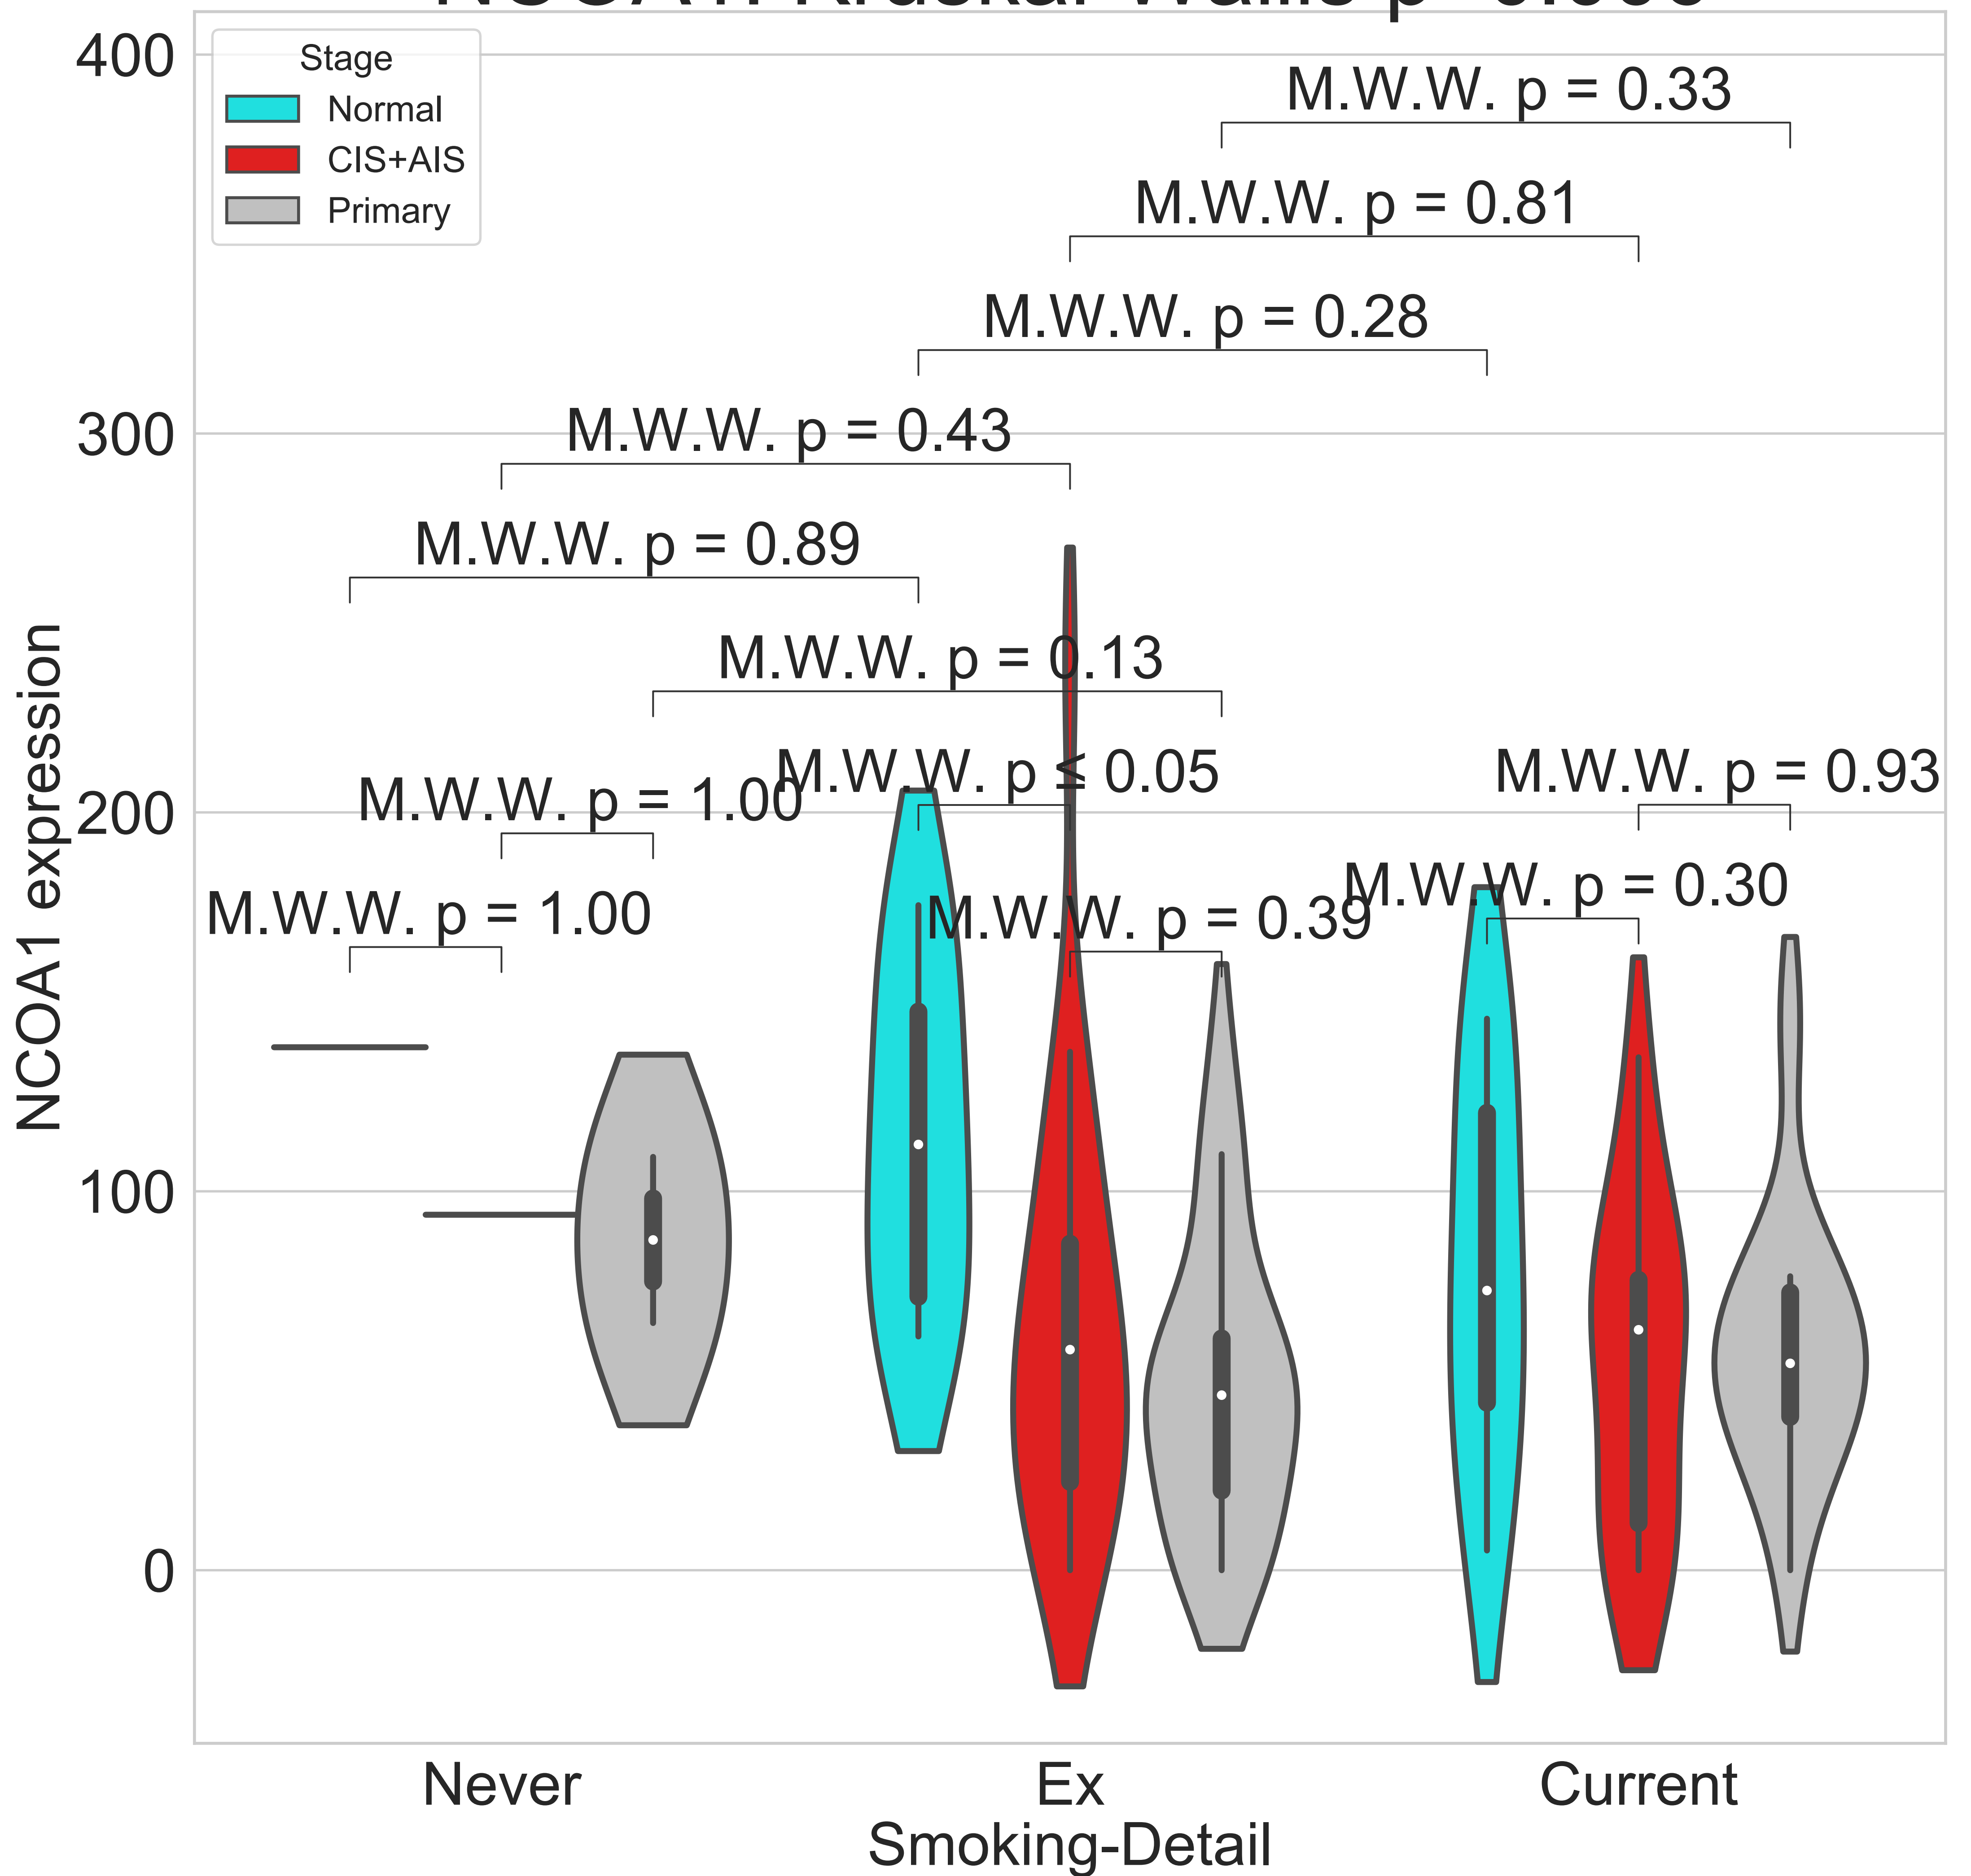 400
300
200
100
0
NCOA1 expression
Stage
Normal
CIS+AIS
Primary
M.W.W. p = 0.33
M.W.W. p = 0.81
M.W.W. p = 0.28
M.W.W. p = 0.43
M.W.W. p = 0.89
M.W.W. p = 0.13
M.W.W. p ≤ 0.05
M.W.W. p = 0.93
M.W.W. p = 1.00
M.W.W. p = 0.30
M.W.W. p = 1.00
M.W.W. p = 0.39
Never
Ex
Current
Smoking-Detail